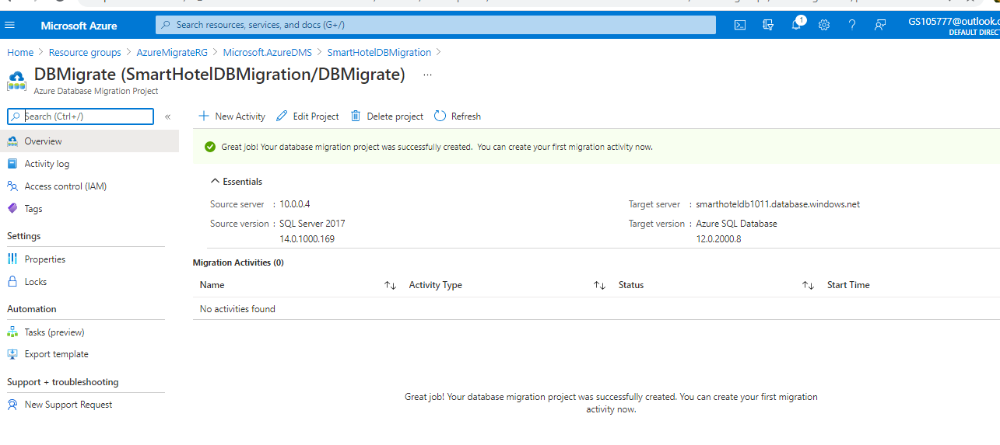 Microsoft Azure
Search resources, services, and docs (G+/)
1
GS105777@outlook.c
DEFAULT DIREC
Home > Resource groups > AzureMigrateRG > Microsoft.AzureDMS > SmartHotelDBMigration >
DBMigrate (SmartHotelDBMigration/DBMigrate) ...
Azure Database Migration Project
Search (Ctrl+/) «
New Activity Edit Project Delete project Refresh
Overview
Activity log
Access control (IAM)
Tags
Settings
Properties
Locks
Automation
Tasks (preview)
Export template
Support + troubleshooting
New Support Request
Great job! Your database migration project was successfully created. You can create your first migration activity now.
Essentials
Source server : 10.0.0.4
Source version : SQL Server 2017
14.0.1000.169
Target server : smarthoteldb1011.database.windows.net
Target version : Azure SQL Database
12.0.2000.8
Migration Activities (0)
Name Activity Type Status Start Time
No activities found
Great job! Your database migration project was successfully created. You can create your first migration
activity now.